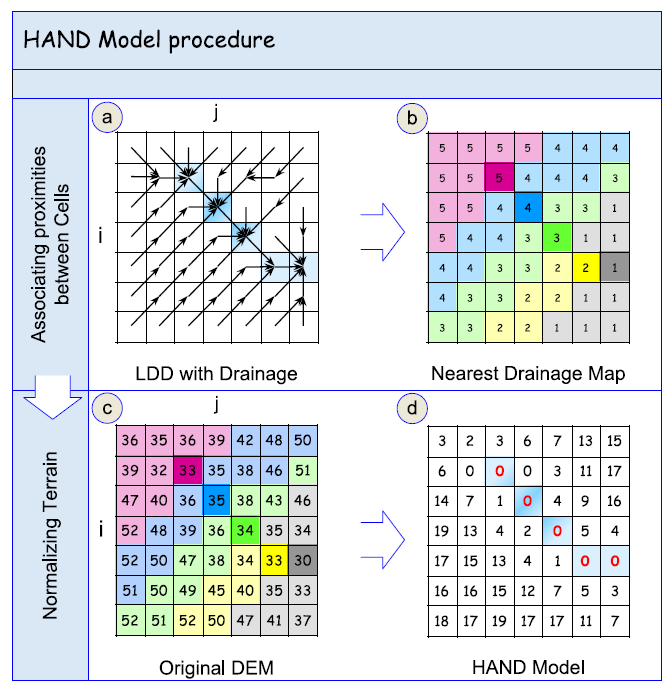 HAND Model procedure
Associating proximities
between Cells
a
j
i
LDD with Drainage
b
5 5 5 5 4 4 4
5 5 5 4 4 4 3
5 5 4 4 3 3 1
5 4 4 3 3 1 1
4 4 3 3 2 2 1
4 3 3 2 2 1 1
3 3 2 2 1 1 1
Nearest Drainage Map
Normalizing Terrain
c
j
i
36 35 36 39 42 48 50
39 32 33 35 38 46 51
47 40 36 35 38 43 46
52 48 39 36 34 35 34
52 50 47 38 34 33 30
51 50 49 45 40 35 33
52 51 52 50 47 41 37
Original DEM
d
3 2 3 6 7 13 15
6 0 0 0 3 11 17
14 7 1 0 4 9 16
19 13 4 2 0 5 4
17 15 13 4 1 0 0
16 16 15 12 7 5 3
18 17 19 17 17 11 7
HAND Model